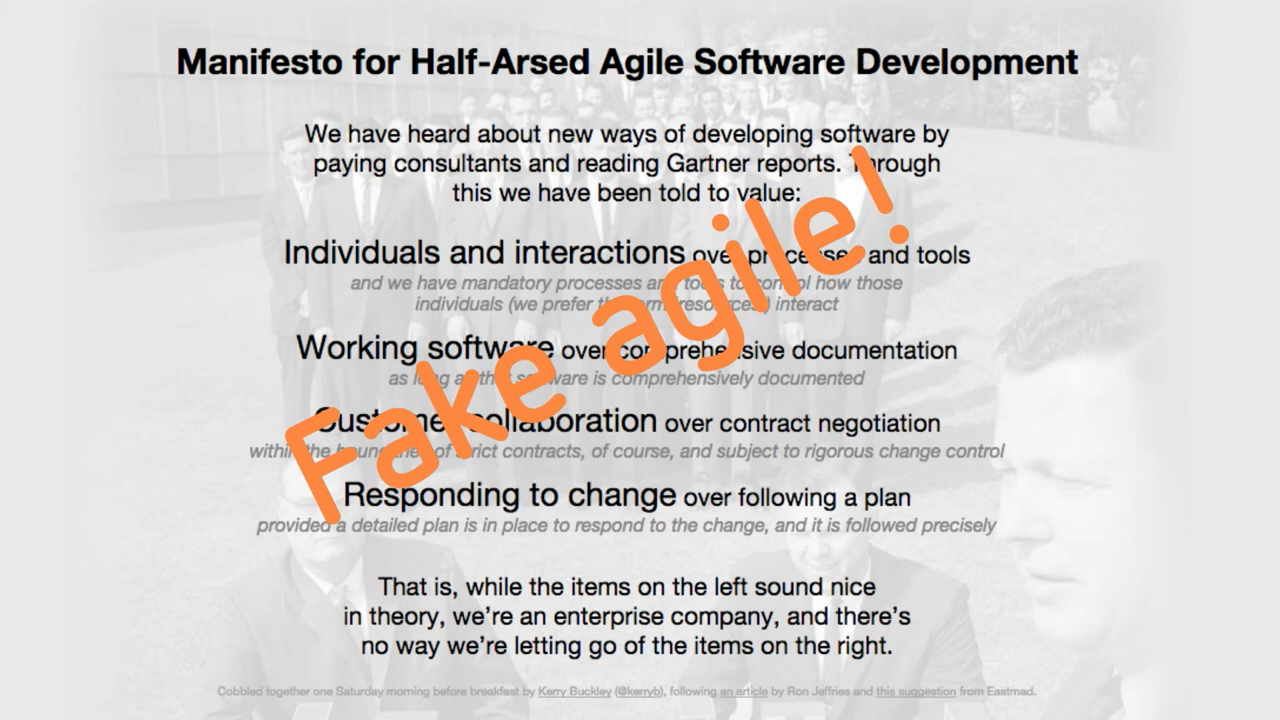 Manifesto for Half-Arsed Agile Software Development
We have heard about new ways of developing software by
paying consultants and reading Gartner reports. Through
this we have been told to value:
Individuals and interactions over processes and tools
and we have mandatory processes and tools to control how those
individuals (we prefer the term ‘resources’) interact
Working software over comprehensive documentation
as long as that software is comprehensively documented
Customer collaboration over contract negotiation
within the boundaries of strict contracts, of course, and subject to rigorous change control
Responding to change over following a plan
provided a detailed plan is in place to respond to the change, and it is followed precisely
That is, while the items on the left sound nice
in theory, we’re an enterprise company, and there’s
no way we’re letting go of the items on the right.
Cobbled together one Saturday morning before breakfast by Kerry Buckley (@kerryb), following an article by Ron Jeffries and this suggestion from Eastmad.
Fake agile!